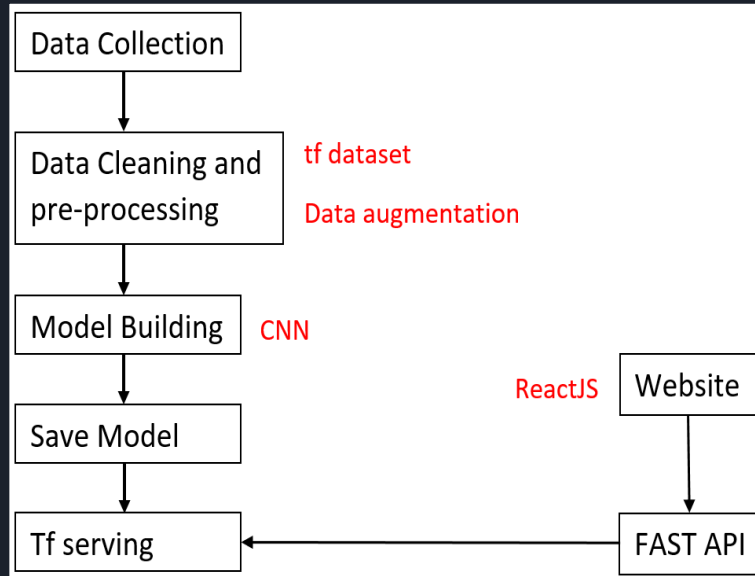 Data Collection
Data Cleaning and
pre-processing
tf dataset
Data augmentation
Model Building
CNN
Save Model
Tf serving
ReactJS
Website
FAST API